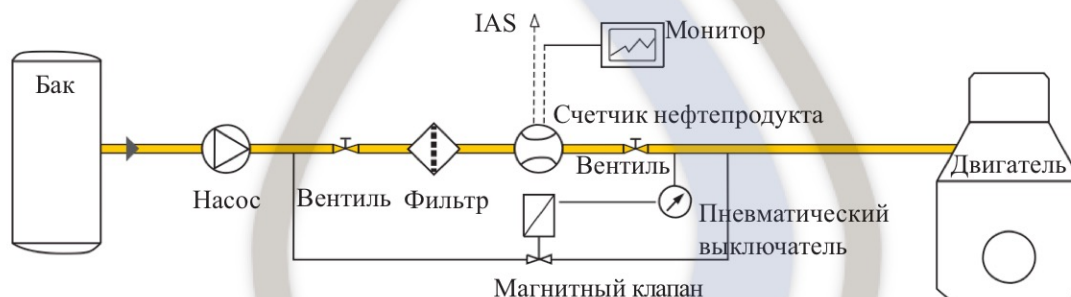 IAS
Монитор
Бак
Счетчик нефтепродукта
Насос
Вентиль
Фильтр
Вентиль
Двигатель
Пневматический
выключатель
Магнитный клапан